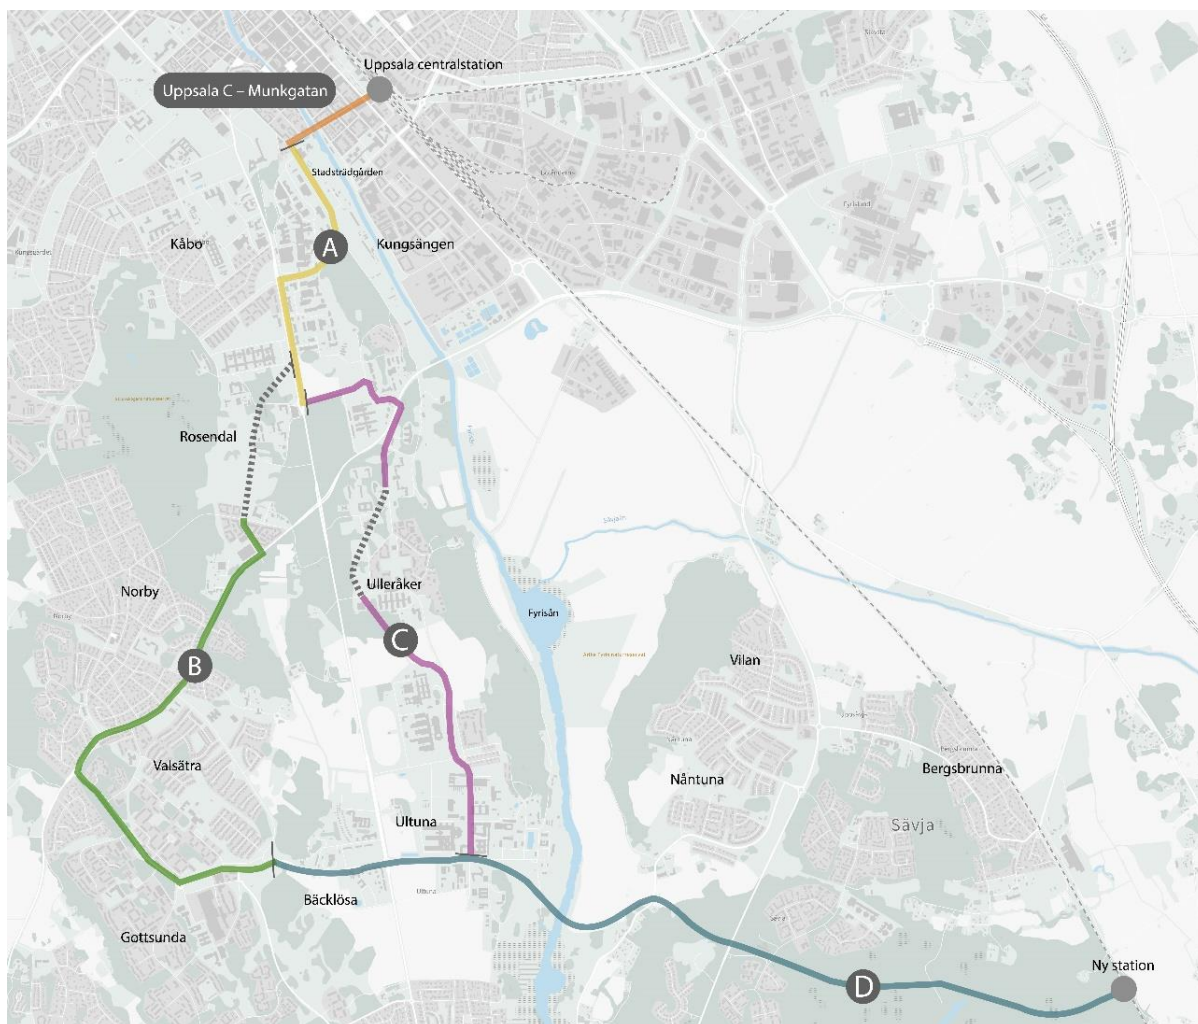 Uppsala centralstation
Uppsala C – Munkgatan
Stadsträdgården
Kåbo
A
Kungsängen
Rosendal
Ulleråker
Norby
Fyrisån
C
B
Vilan
Valsätra
Nåntuna
Bergsbrunna
Ultuna
Sävja
Bäcklösa
Ultuna
Gottsunda
Ny station
D